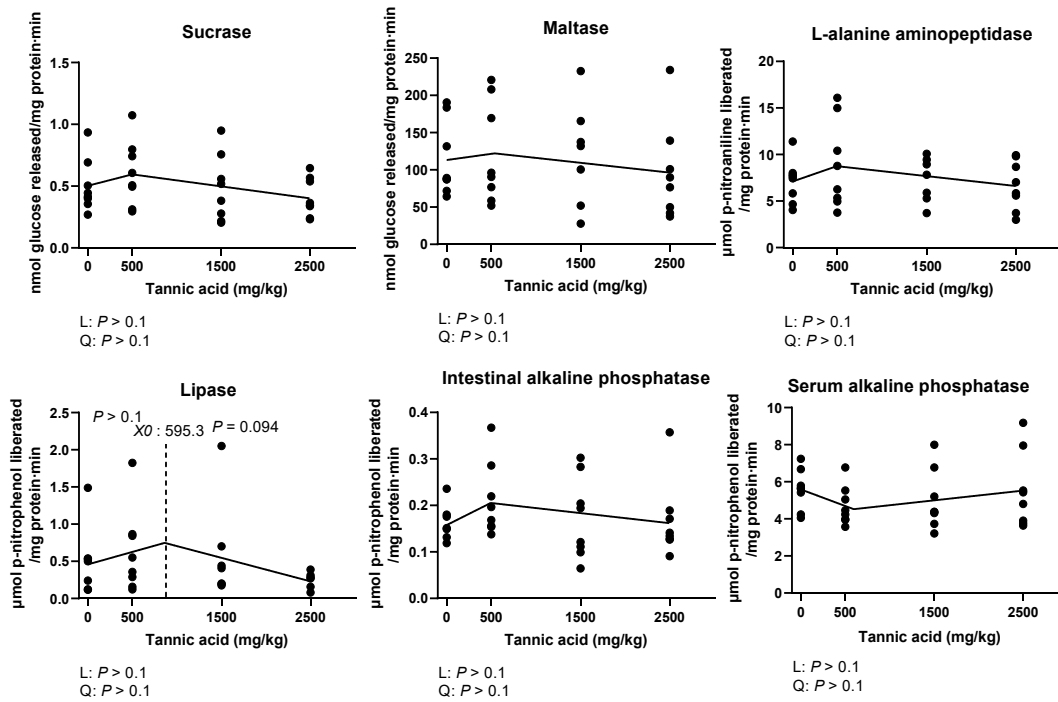 Sucrase
nmol glucose released/mg protein·min
1.5
1.0
0.5
0.0
0 500 1500 2500
Tannic acid (mg/kg)
L: P > 0.1
Q: P > 0.1
Maltase
nmol glucose released/mg protein·min
250
200
150
100
50
0
0 500 1500 2500
Tannic acid (mg/kg)
L: P > 0.1
Q: P > 0.1
L-alanine aminopeptidase
μmol p-nitroaniline liberated
/mg protein·min
20
15
10
5
0
0 500 1500 2500
Tannic acid (mg/kg)
L: P > 0.1
Q: P > 0.1
Lipase
μmol p-nitrophenol liberated
/mg protein·min
P > 0.1
X0 : 595.3
P = 0.094
2.5
2.0
1.5
1.0
0.5
0.0
0 500 1500 2500
Tannic acid (mg/kg)
L: P > 0.1
Q: P > 0.1
Intestinal alkaline phosphatase
μmol p-nitrophenol liberated
/mg protein·min
0.4
0.3
0.2
0.1
0.0
0 500 1500 2500
Tannic acid (mg/kg)
L: P > 0.1
Q: P > 0.1
Serum alkaline phosphatase
μmol p-nitrophenol liberated
/mg protein·min
10
8
6
4
2
0
0 500 1500 2500
Tannic acid (mg/kg)
L: P > 0.1
Q: P > 0.1